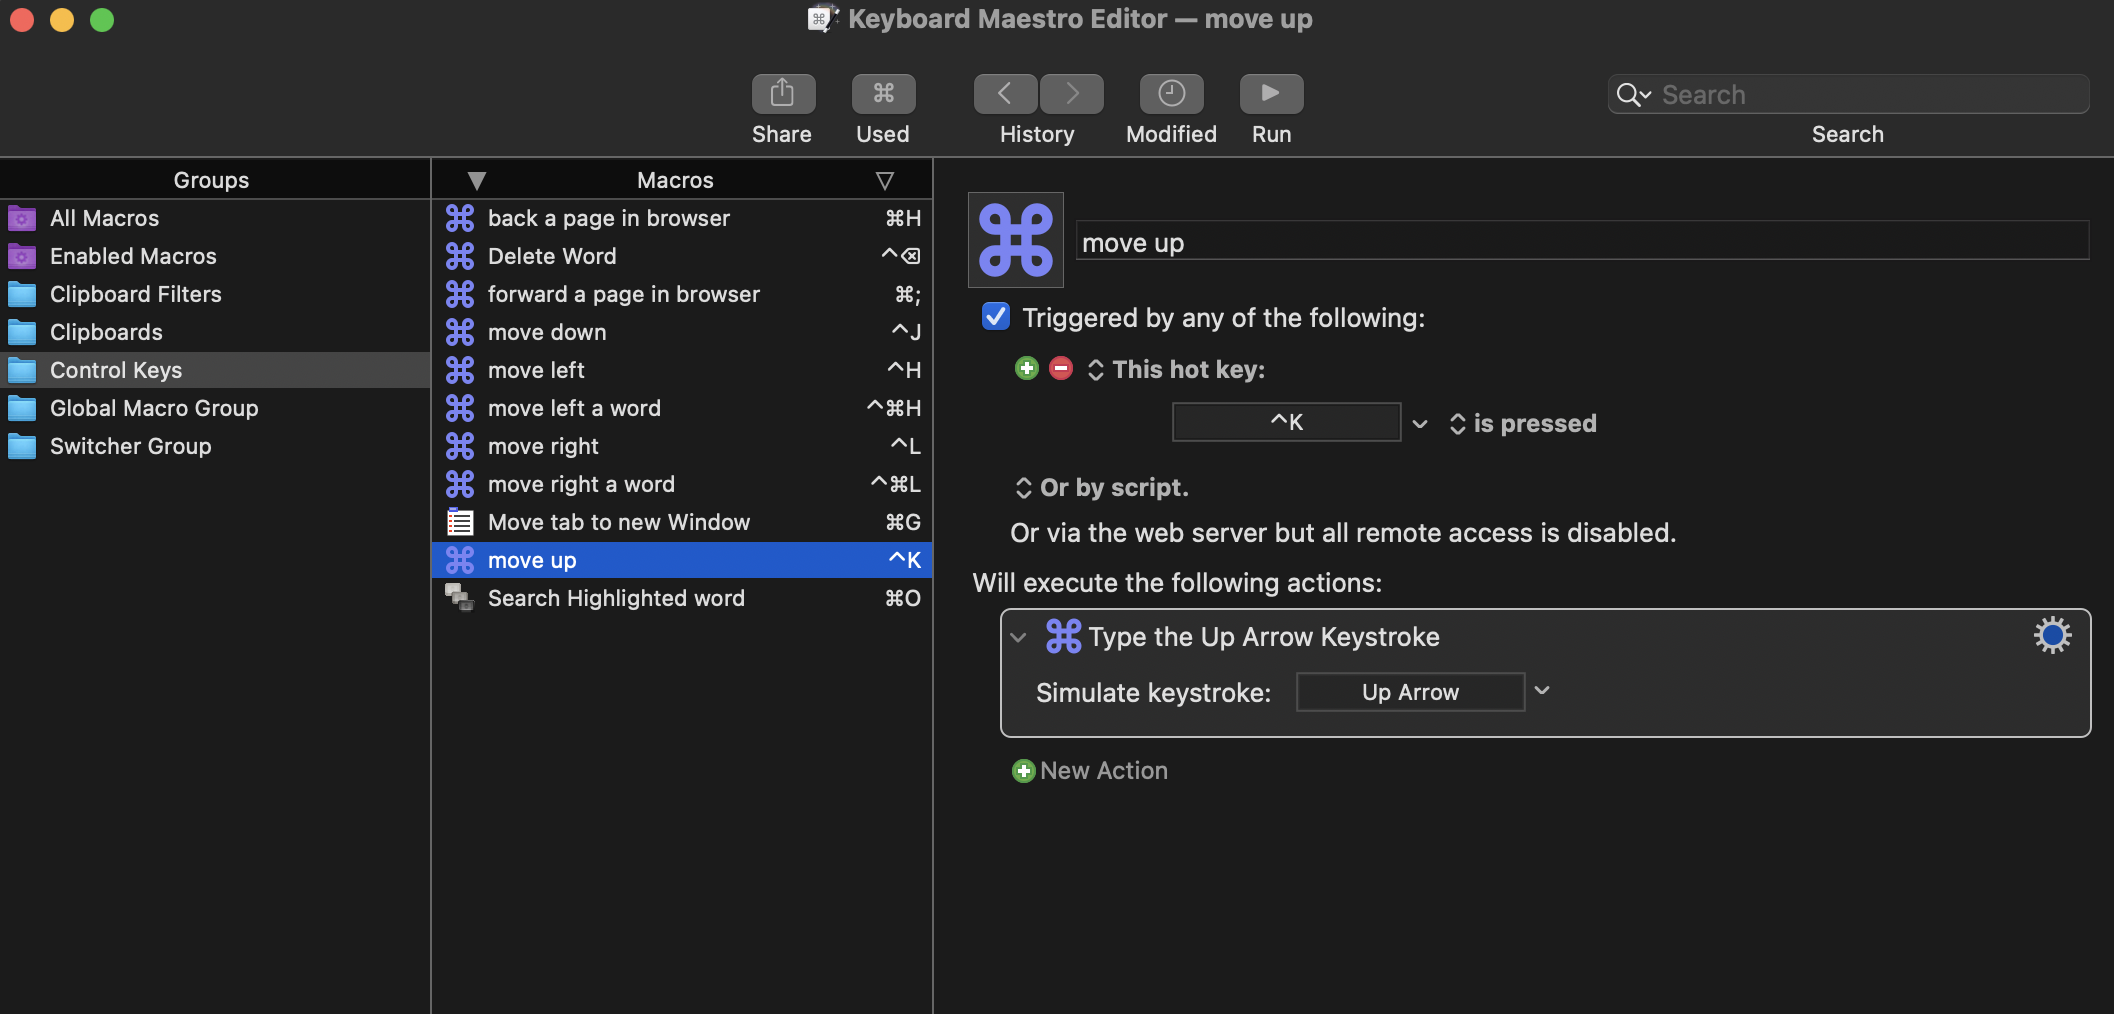 Keyboard Maestro Editor — move up
Share
Used
History
Modified
Run
Search
Search
Groups
All Macros
Enabled Macros
Clipboard Filters
Clipboards
Control Keys
Global Macro Group
Switcher Group
Macros
back a page in browser ⌘H
Delete Word ^⌫
forward a page in browser ⌘;
move down ^J
move left ^H
move left a word ^⌘H
move right ^L
move right a word ^⌘L
Move tab to new Window ⌘G
move up ^K
Search Highlighted word ⌘O
move up
Triggered by any of the following:
This hot key:
^K is pressed
Or by script.
Or via the web server but all remote access is disabled.
Will execute the following actions:
Type the Up Arrow Keystroke
Simulate keystroke: Up Arrow
New Action